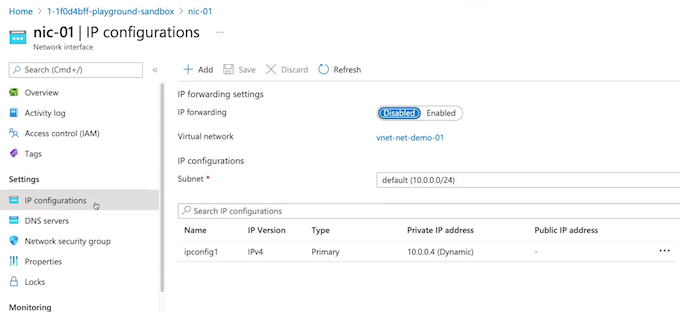 Home > 1-1f0d4bff-playground-sandbox > nic-01
nic-01 | IP configurations ...
Network interface
Search (Cmd+/) «
Overview
Activity log
Access control (IAM)
Tags
Settings
IP configurations
DNS servers
Network security group
Properties
Locks
Monitoring
+ Add Save Discard Refresh
IP forwarding settings
IP forwarding Disabled Enabled
Virtual network vnet-net-demo-01
IP configurations
Subnet * default (10.0.0.0/24)
Search IP configurations
Name IP Version Type Private IP address Public IP address
ipconfig1 IPv4 Primary 10.0.0.4 (Dynamic) - ...